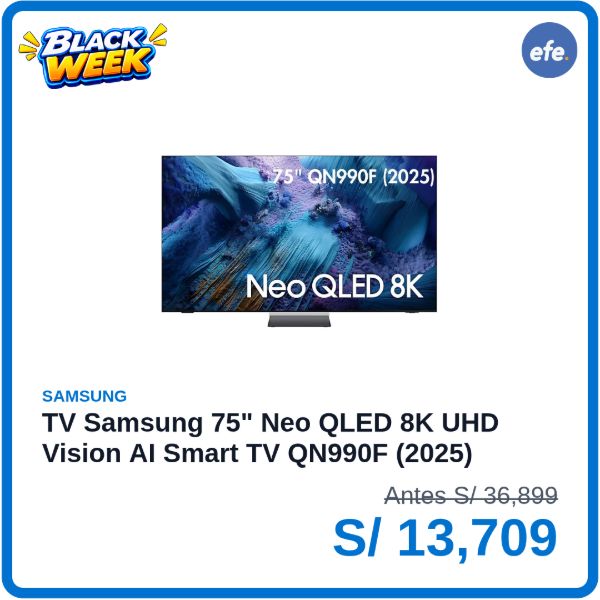 BLACK
WEEK
efe.
75" QN990F (2025)
Neo QLED 8K
SAMSUNG
TV Samsung 75" Neo QLED 8K UHD
Vision AI Smart TV QN990F (2025)
Antes S/ 36,899
S/ 13,709